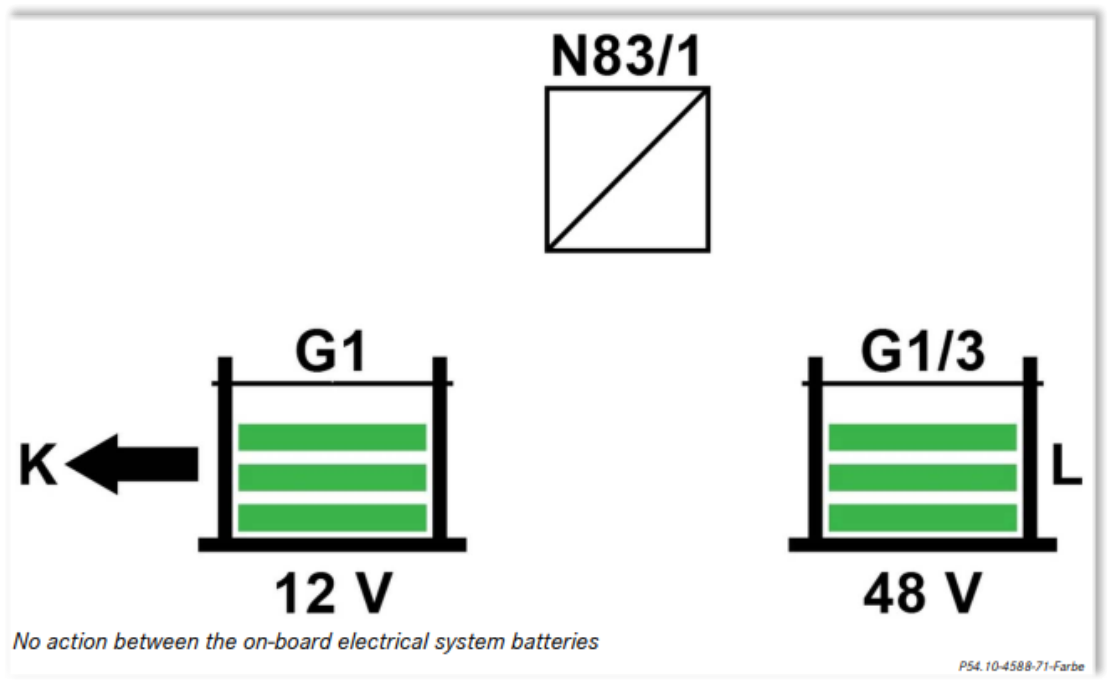 N83/1
G1
G1/3
K
L
12 V
48 V
No action between the on-board electrical system batteries
P54.10-4588-71-Farbe